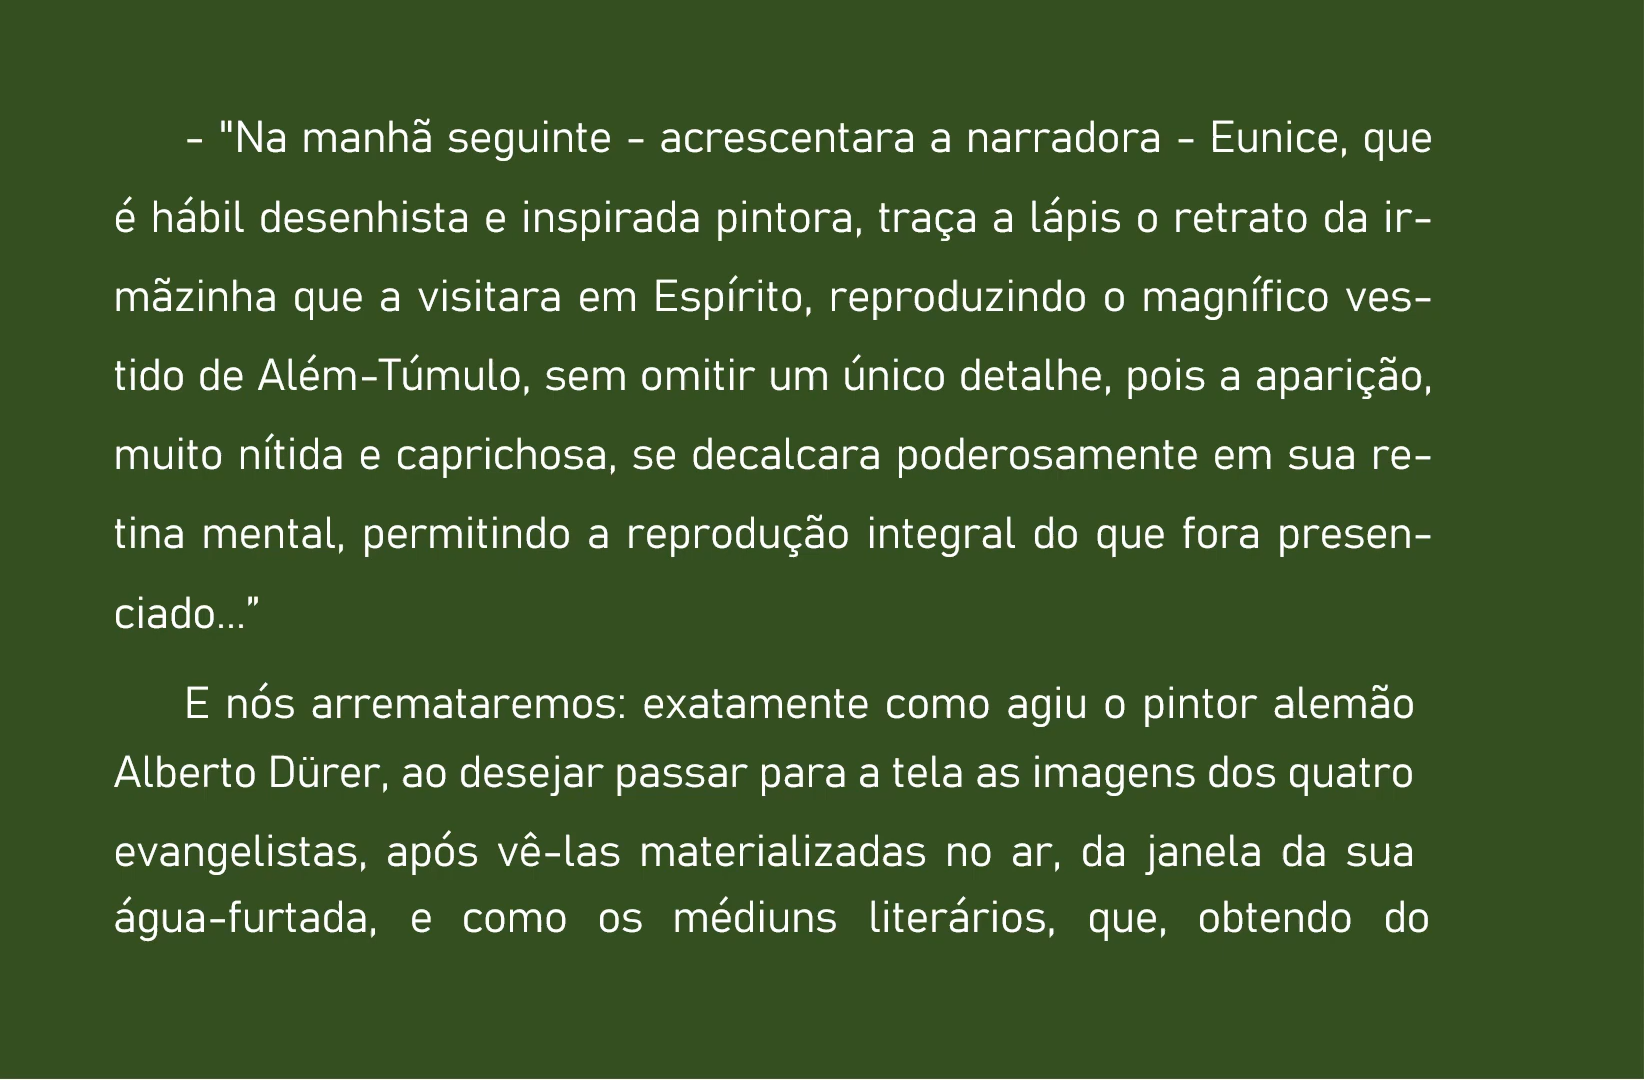 - "Na manhã seguinte - acrescentara a narradora - Eunice, que
é hábil desenhista e inspirada pintora, traça a lápis o retrato da ir-
mãzinha que a visitara em Espírito, reproduzindo o magnífico ves-
tido de Além-Túmulo, sem omitir um único detalhe, pois a aparição,
muito nítida e caprichosa, se decalcara poderosamente em sua re-
tina mental, permitindo a reprodução integral do que fora presen-
ciado...”
E nós arremataremos: exatamente como agiu o pintor alemão
Alberto Dürer, ao desejar passar para a tela as imagens dos quatro
evangelistas, após vê-las materializadas no ar, da janela da sua
água-furtada, e como os médiuns literários, que, obtendo do